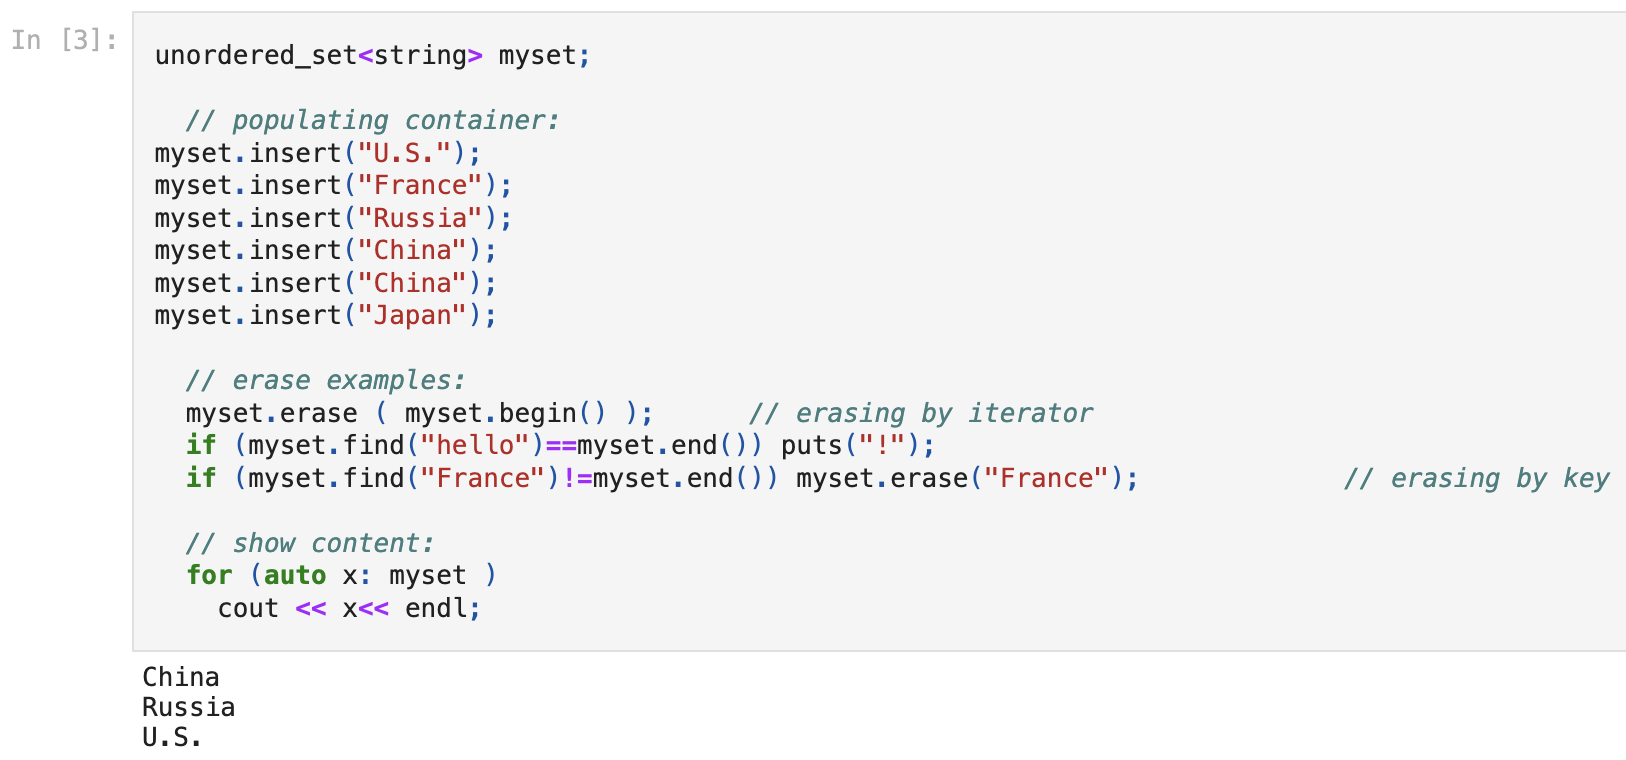 In [3]:
unordered_set<string> myset;
// populating container:
myset.insert("U.S.");
myset.insert("France");
myset.insert("Russia");
myset.insert("China");
myset.insert("China");
myset.insert("Japan");
// erase examples:
myset.erase ( myset.begin() );      // erasing by iterator
if (myset.find("hello")==myset.end()) puts("!");
if (myset.find("France")!=myset.end()) myset.erase("France");             // erasing by key
// show content:
for (auto x: myset )
cout << x<< endl;
China
Russia
U.S.